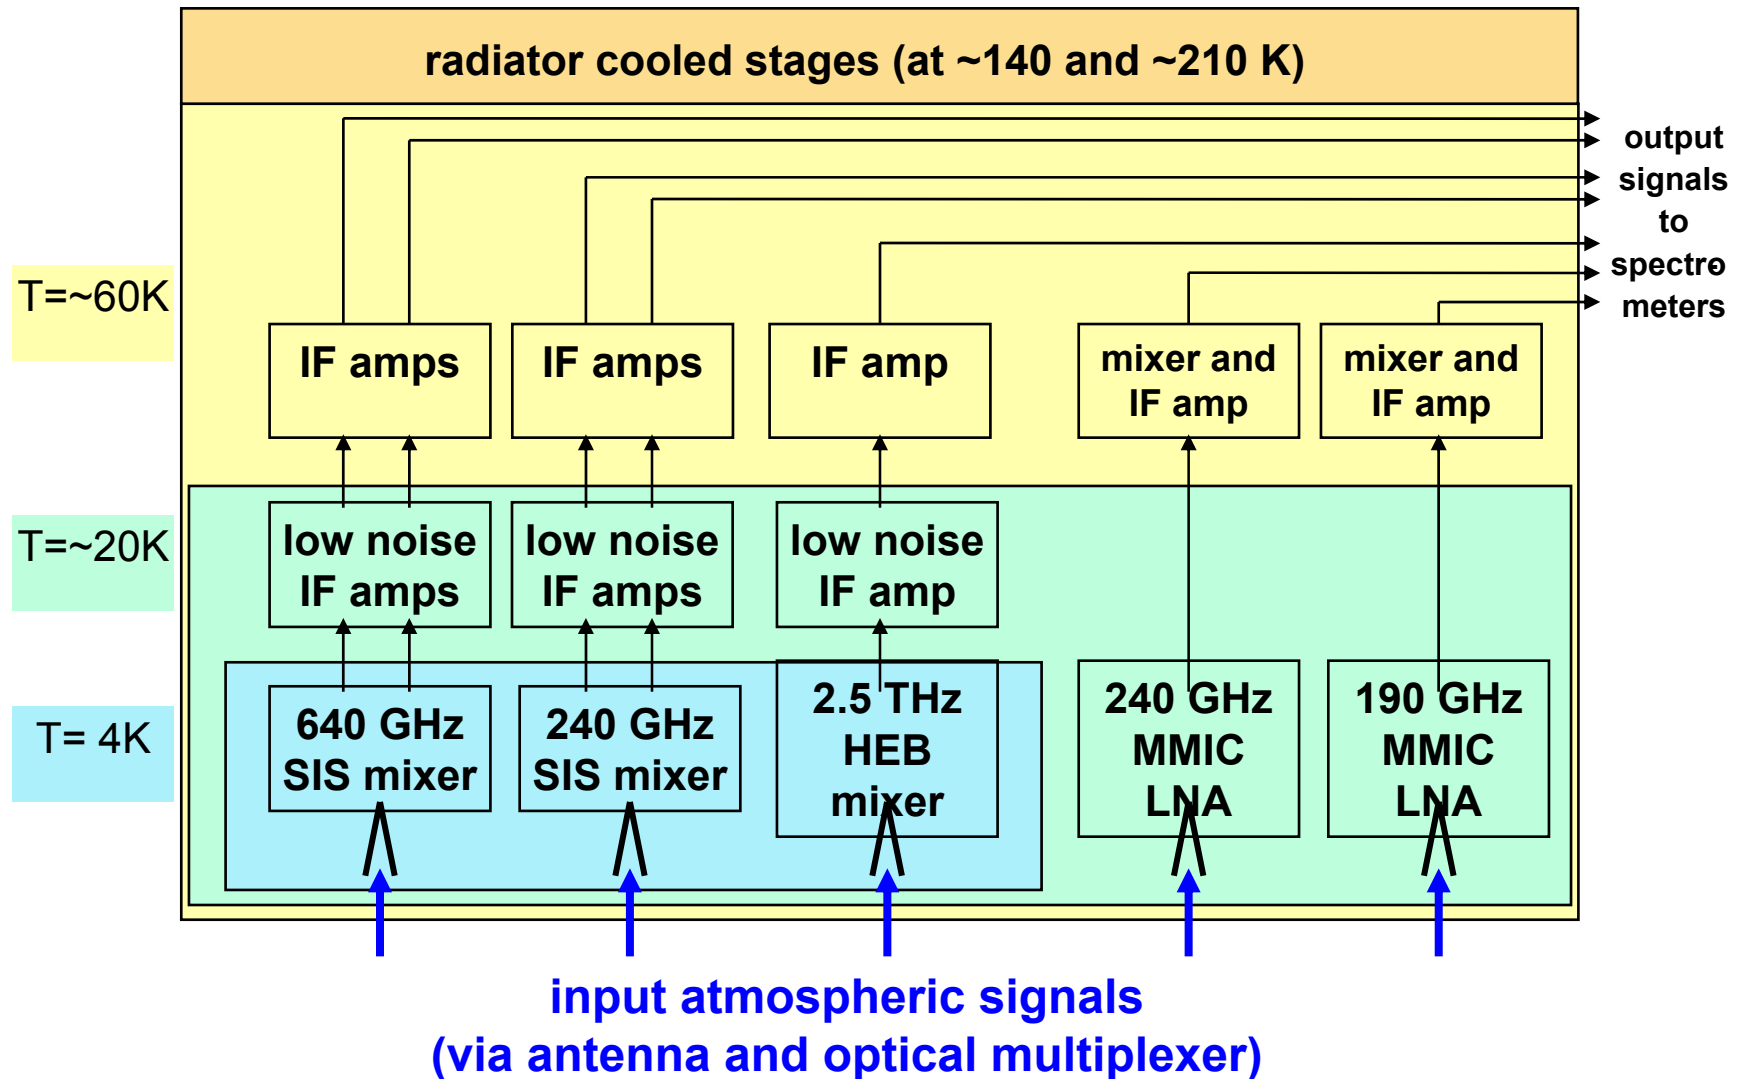 radiator cooled stages (at ~140 and ~210 K)
output
signals
to
spectro-
meters
T=~60K
IF amps
IF amps
IF amp
mixer and
IF amp
mixer and
IF amp
T=~20K
low noise
IF amps
low noise
IF amps
low noise
IF amp
T= 4K
640 GHz
SIS mixer
240 GHz
SIS mixer
2.5 THz
HEB
mixer
240 GHz
MMIC
LNA
190 GHz
MMIC
LNA
input atmospheric signals
(via antenna and optical multiplexer)